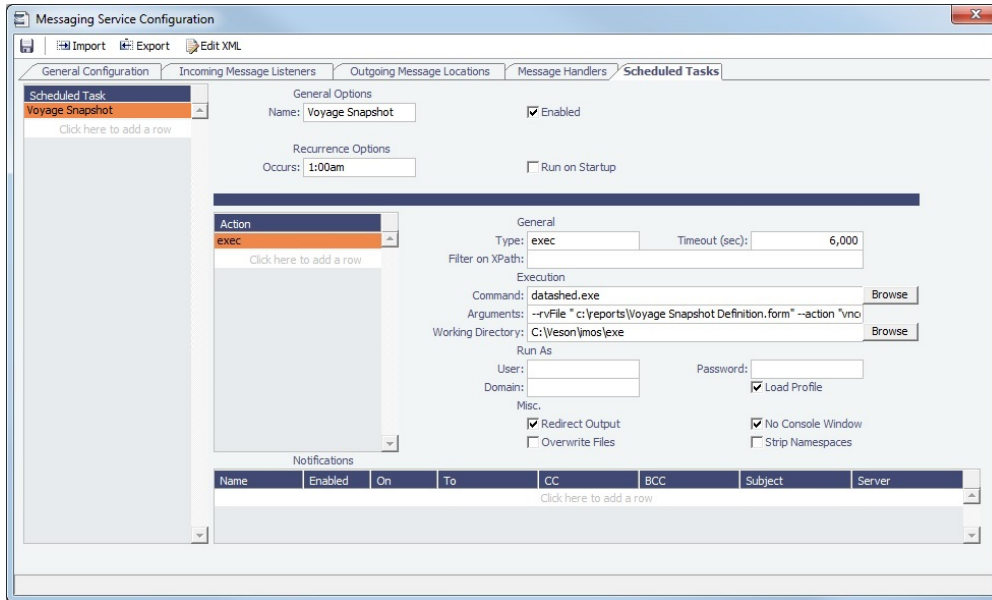 Messaging Service Configuration
Import Export Edit XML
General Configuration Incoming Message Listeners Outgoing Message Locations Message Handlers Scheduled Tasks
Scheduled Task
Voyage Snapshot
Click here to add a row
General Options
Name: Voyage Snapshot Enabled
Recurrence Options
Occurs: 1:00am Run on Startup
Action
exec
Click here to add a row
General
Type: exec Timeout (sec): 6,000
Filter on XPath:
Execution
Command: datashed.exe Browse
Arguments: --rvFile " c:\reports\Voyage Snapshot Definition.form" --action "vnc
Working Directory: C:\Veson\imos\exe Browse
Run As
User: Password:
Domain: Load Profile
Misc.
Redirect Output No Console Window
Overwrite Files Strip Namespaces
Notifications
Name Enabled On To CC BCC Subject Server
Click here to add a row